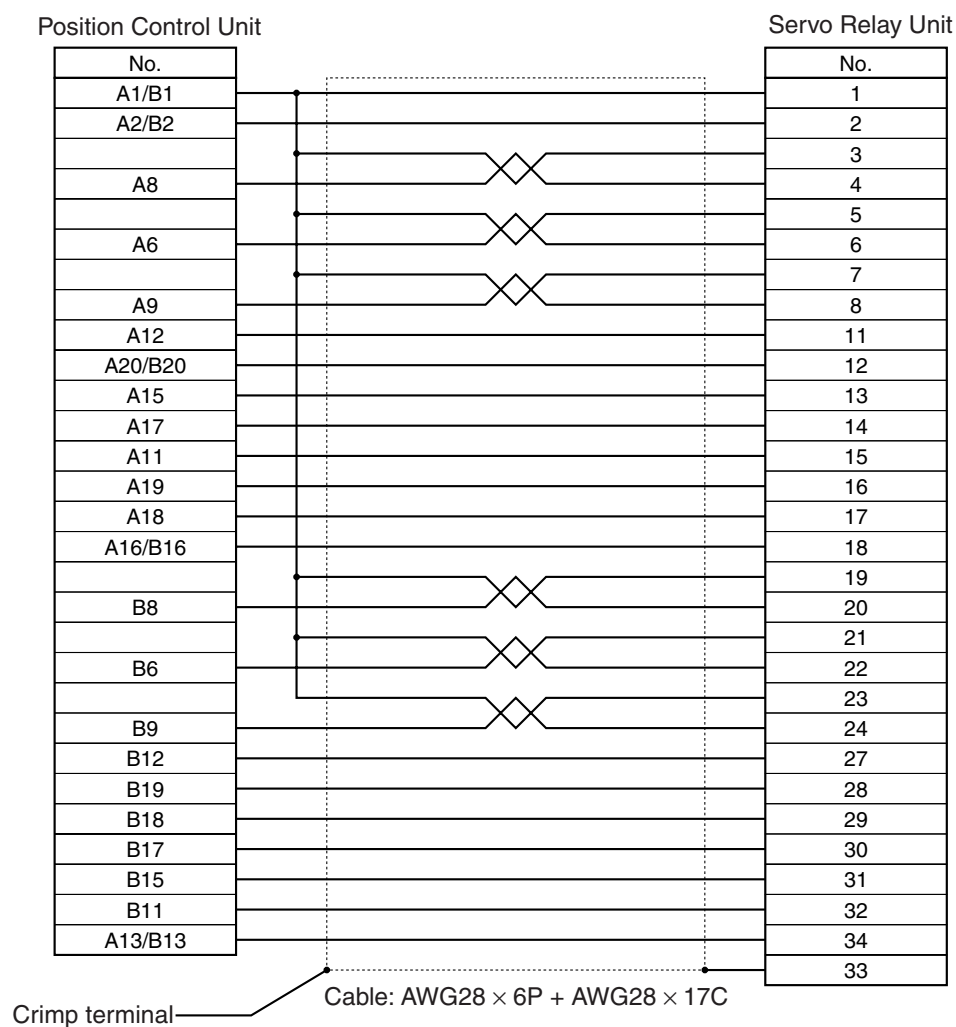 Position Control Unit
Servo Relay Unit
No.
No.
A1/B1
1
A2/B2
2
3
A8
4
5
A6
6
7
A9
8
A12
11
A20/B20
12
A15
13
A17
14
A11
15
A19
16
A18
17
A16/B16
18
19
B8
20
21
B6
22
23
B9
24
B12
27
B19
28
B18
29
B17
30
B15
31
B11
32
A13/B13
34
33
Cable: AWG28 × 6P + AWG28 × 17C
Crimp terminal